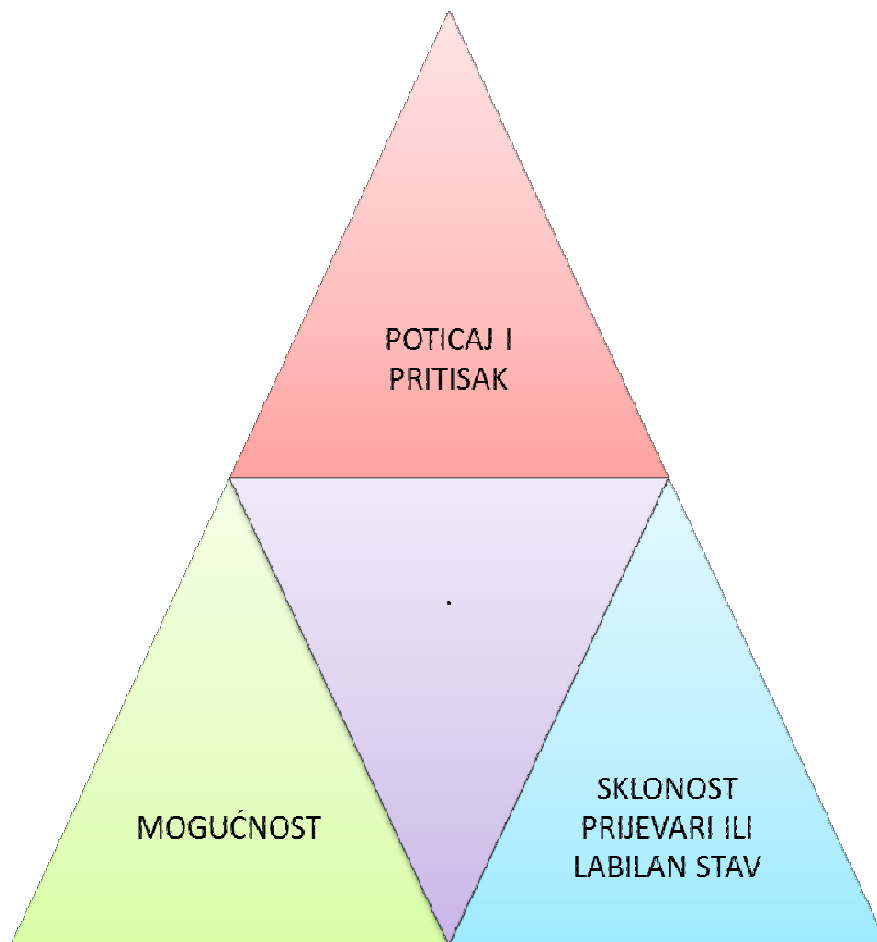 POTICAJ I
PRITISAK
MOGUĆNOST
SKLONOST
PRIJEVARI ILI
LABILAN STAV